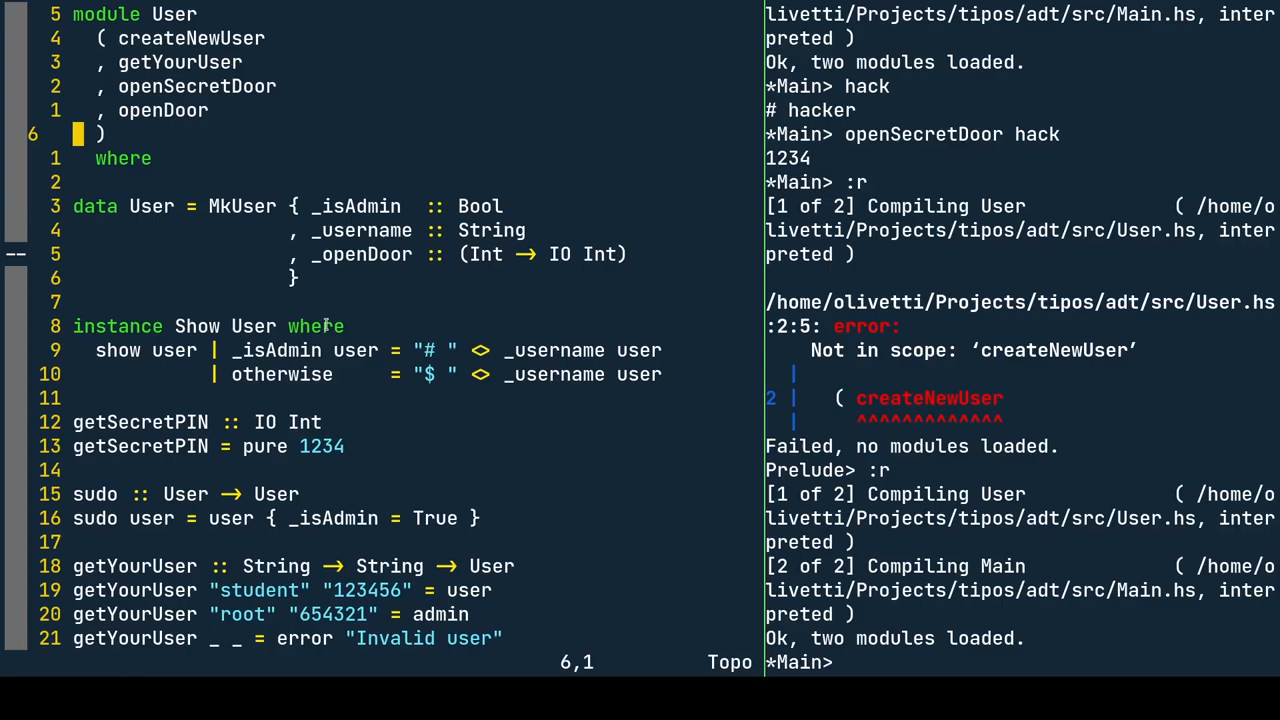 5 module User
4   ( createNewUser
3   , getYourUser
2   , openSecretDoor
1   , openDoor
6   )
1   where
2
3 data User = MkUser { _isAdmin  :: Bool
4                    , _username :: String
5                    , _openDoor :: (Int → IO Int)
6                    }
7
8 instance Show User where
9   show user | _isAdmin user = "# " <> _username user
10            | otherwise     = "$ " <> _username user
11
12 getSecretPIN :: IO Int
13 getSecretPIN = pure 1234
14
15 sudo :: User → User
16 sudo user = user { _isAdmin = True }
17
18 getYourUser :: String → String → User
19 getYourUser "student" "123456" = user
20 getYourUser "root" "654321" = admin
21 getYourUser _ _ = error "Invalid user"
6,1 Topo
livetti/Projects/tipos/adt/src/Main.hs, inter
preted )
Ok, two modules loaded.
*Main> hack
# hacker
*Main> openSecretDoor hack
1234
*Main> :r
[1 of 2] Compiling User             ( /home/o
livetti/Projects/tipos/adt/src/User.hs, inter
preted )
/home/olivetti/Projects/tipos/adt/src/User.hs
:2:5: error:
    Not in scope: ‘createNewUser’
  |
2 |   ( createNewUser
  |     ^^^^^^^^^^^^^
Failed, no modules loaded.
Prelude> :r
[1 of 2] Compiling User             ( /home/o
livetti/Projects/tipos/adt/src/User.hs, inter
preted )
[2 of 2] Compiling Main             ( /home/o
livetti/Projects/tipos/adt/src/Main.hs, inter
preted )
Ok, two modules loaded.
*Main>